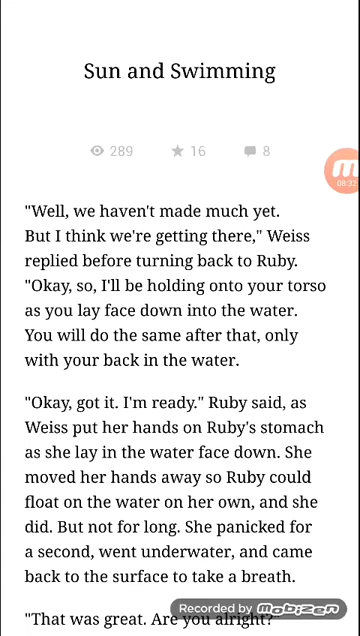 Sun and Swimming
289 16 8
08:32
"Well, we haven't made much yet.
But I think we're getting there," Weiss
replied before turning back to Ruby.
"Okay, so, I'll be holding onto your torso
as you lay face down into the water.
You will do the same after that, only
with your back in the water.
"Okay, got it. I'm ready." Ruby said, as
Weiss put her hands on Ruby's stomach
as she lay in the water face down. She
moved her hands away so Ruby could
float on the water on her own, and she
did. But not for long. She panicked for
a second, went underwater, and came
back to the surface to take a breath.
Recorded by mobizen
"That was great. Are you alright?"